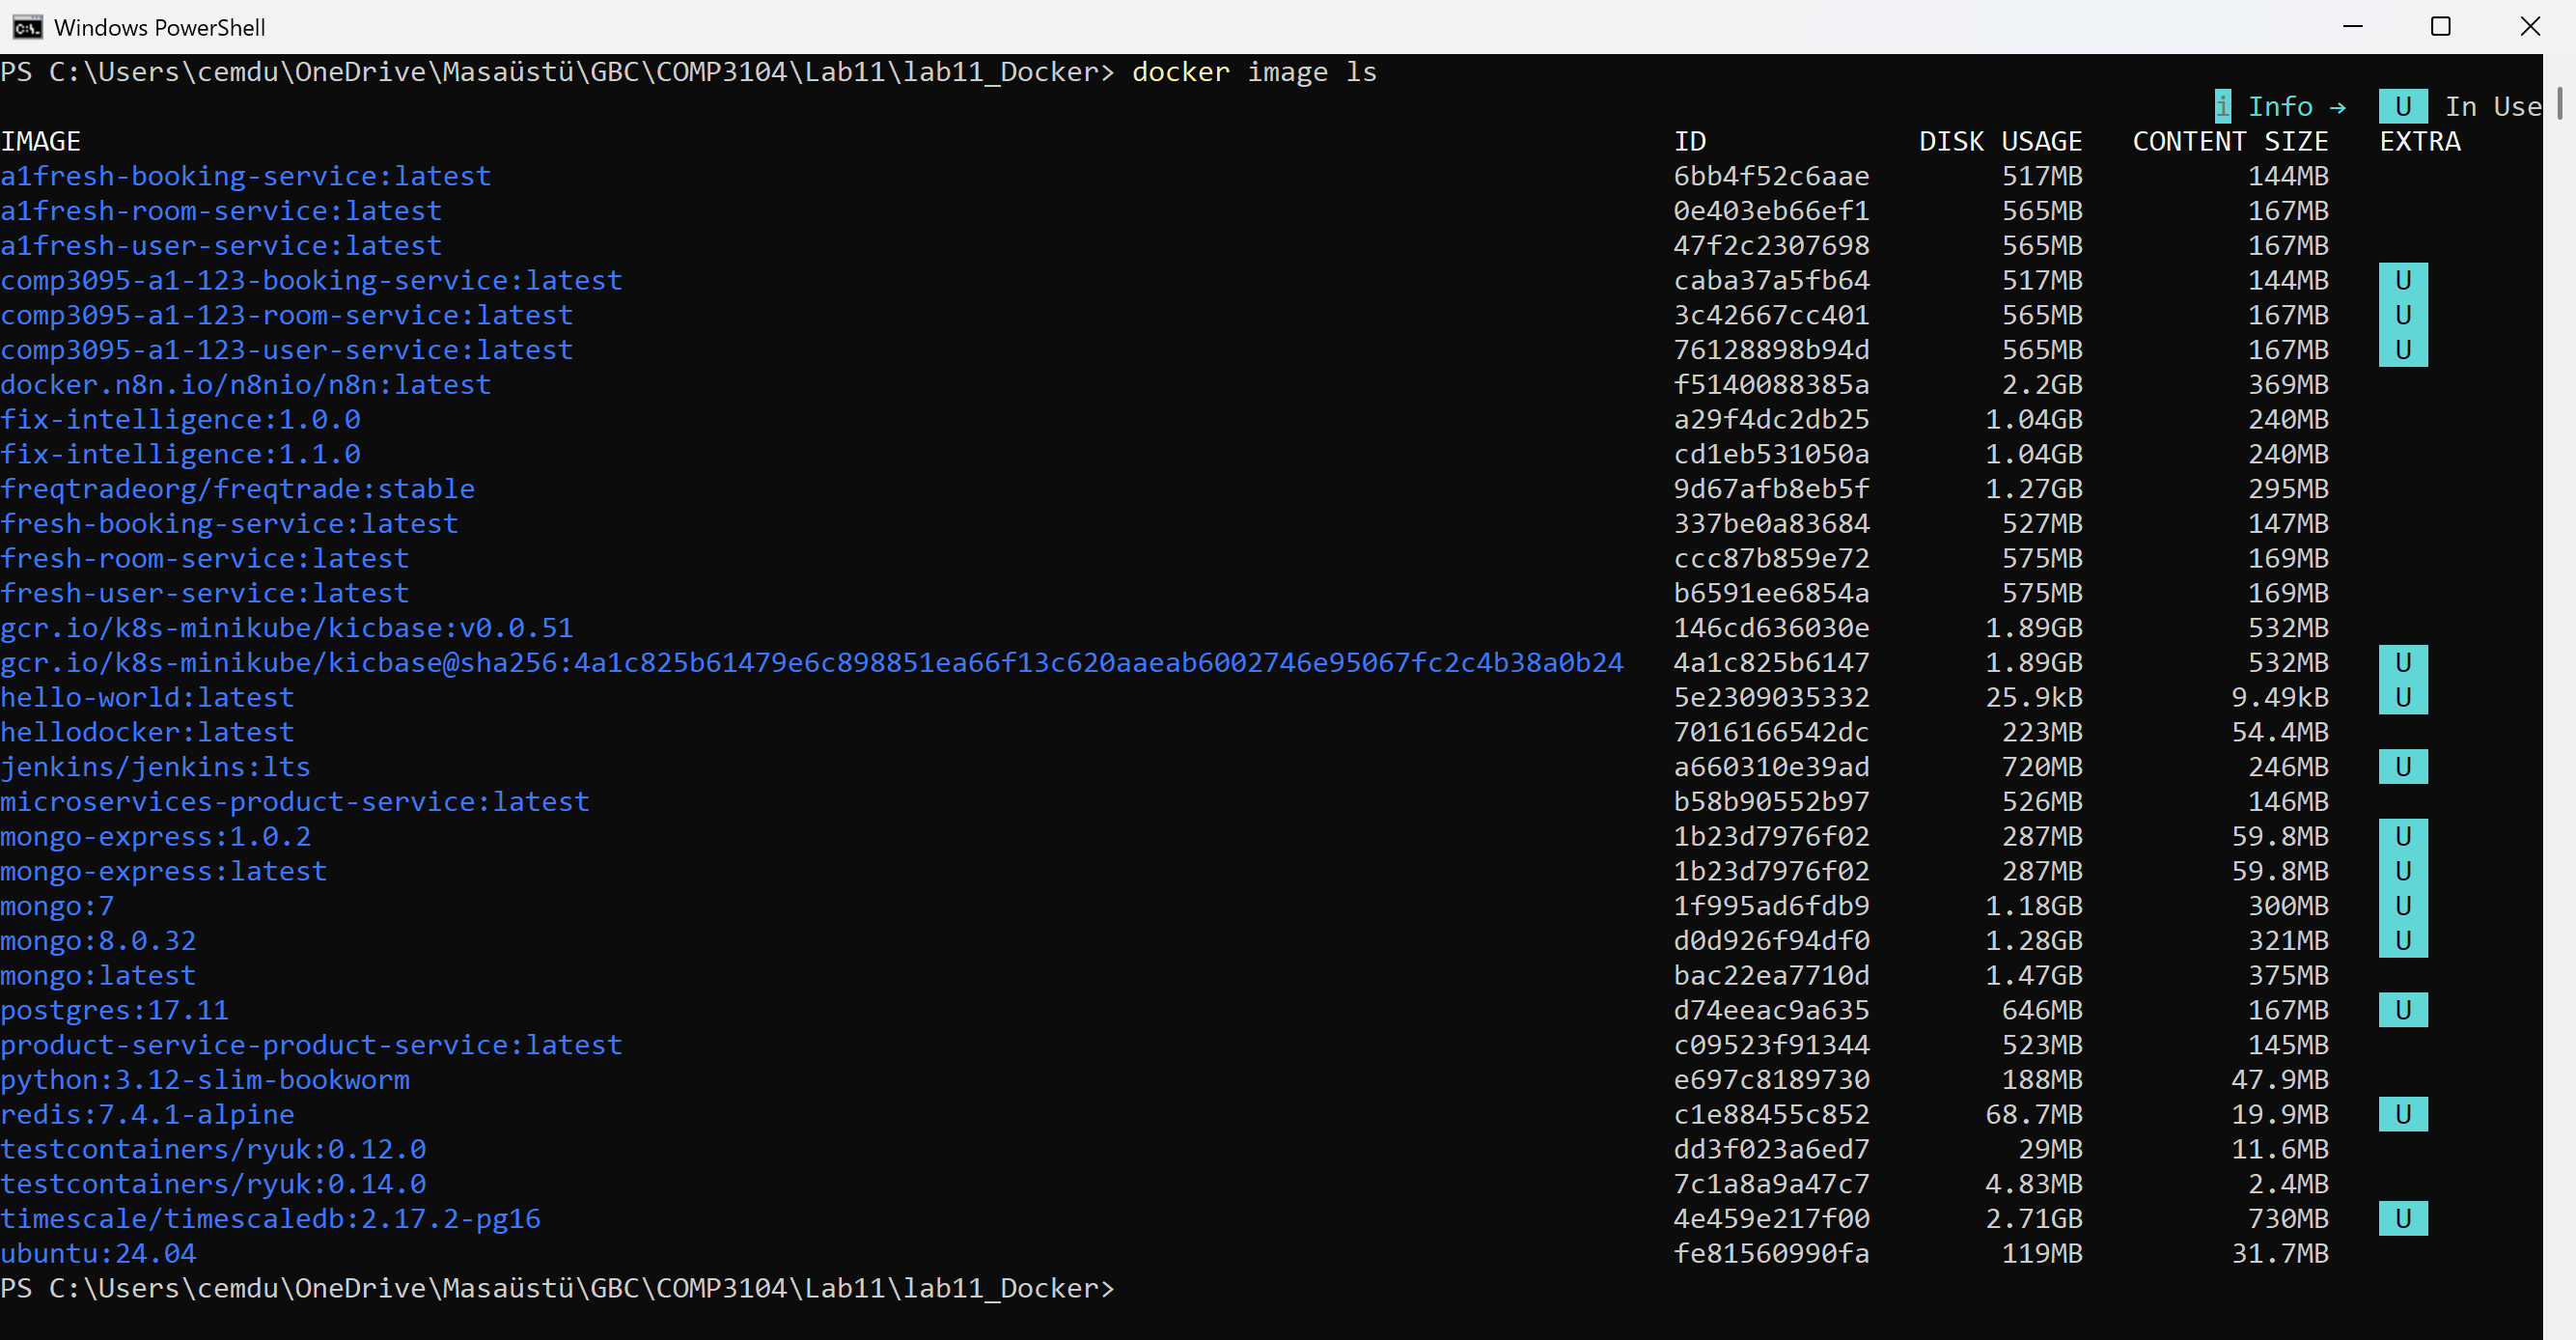 Windows PowerShell
PS C:\Users\cemdu\OneDrive\Masaüstü\GBC\COMP3104\Lab11\lab11_Docker> docker image ls
i Info → U In Use
IMAGE ID DISK USAGE CONTENT SIZE EXTRA
a1fresh-booking-service:latest 6bb4f52c6aae 517MB 144MB
a1fresh-room-service:latest 0e403eb66ef1 565MB 167MB
a1fresh-user-service:latest 47f2c2307698 565MB 167MB
comp3095-a1-123-booking-service:latest caba37a5fb64 517MB 144MB U
comp3095-a1-123-room-service:latest 3c42667cc401 565MB 167MB U
comp3095-a1-123-user-service:latest 76128898b94d 565MB 167MB U
docker.n8n.io/n8nio/n8n:latest f5140088385a 2.2GB 369MB
fix-intelligence:1.0.0 a29f4dc2db25 1.04GB 240MB
fix-intelligence:1.1.0 cd1eb531050a 1.04GB 240MB
freqtradeorg/freqtrade:stable 9d67afb8eb5f 1.27GB 295MB
fresh-booking-service:latest 337be0a83684 527MB 147MB
fresh-room-service:latest ccc87b859e72 575MB 169MB
fresh-user-service:latest b6591ee6854a 575MB 169MB
gcr.io/k8s-minikube/kicbase:v0.0.51 146cd636030e 1.89GB 532MB
gcr.io/k8s-minikube/kicbase@sha256:4a1c825b61479e6c898851ea66f13c620aaeab6002746e95067fc2c4b38a0b24 4a1c825b6147 1.89GB 532MB U
hello-world:latest 5e2309035332 25.9kB 9.49kB U
hellodocker:latest 7016166542dc 223MB 54.4MB
jenkins/jenkins:lts a660310e39ad 720MB 246MB U
microservices-product-service:latest b58b90552b97 526MB 146MB
mongo-express:1.0.2 1b23d7976f02 287MB 59.8MB U
mongo-express:latest 1b23d7976f02 287MB 59.8MB U
mongo:7 1f995ad6fdb9 1.18GB 300MB U
mongo:8.0.32 d0d926f94df0 1.28GB 321MB U
mongo:latest bac22ea7710d 1.47GB 375MB
postgres:17.11 d74eeac9a635 646MB 167MB U
product-service-product-service:latest c09523f91344 523MB 145MB
python:3.12-slim-bookworm e697c8189730 188MB 47.9MB
redis:7.4.1-alpine c1e88455c852 68.7MB 19.9MB U
testcontainers/ryuk:0.12.0 dd3f023a6ed7 29MB 11.6MB
testcontainers/ryuk:0.14.0 7c1a8a9a47c7 4.83MB 2.4MB
timescale/timescaledb:2.17.2-pg16 4e459e217f00 2.71GB 730MB U
ubuntu:24.04 fe81560990fa 119MB 31.7MB
PS C:\Users\cemdu\OneDrive\Masaüstü\GBC\COMP3104\Lab11\lab11_Docker>